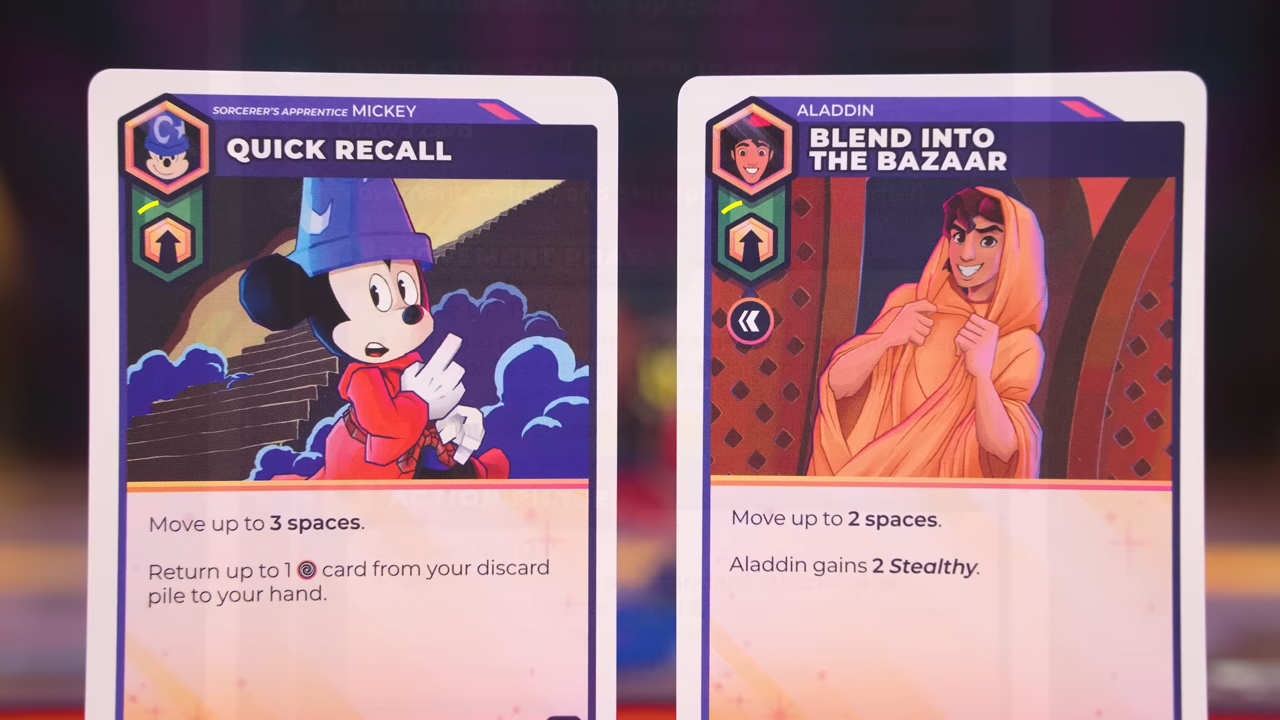 SORCERER'S APPRENTICE MICKEY
QUICK RECALL
Move up to 3 spaces.
Return up to 1 card from your discard
pile to your hand.
ALADDIN
BLEND INTO
THE BAZAAR
Move up to 2 spaces.
Aladdin gains 2 Stealthy.